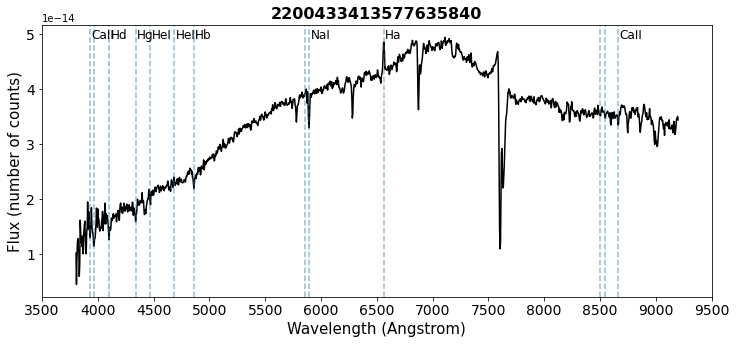 2200433413577635840
1e−14
CaII Hd Hg HeI HeII Hb NaI Ha CaII
5
4
3
2
1
Flux (number of counts)
3500 4000 4500 5000 5500 6000 6500 7000 7500 8000 8500 9000 9500
Wavelength (Angstrom)